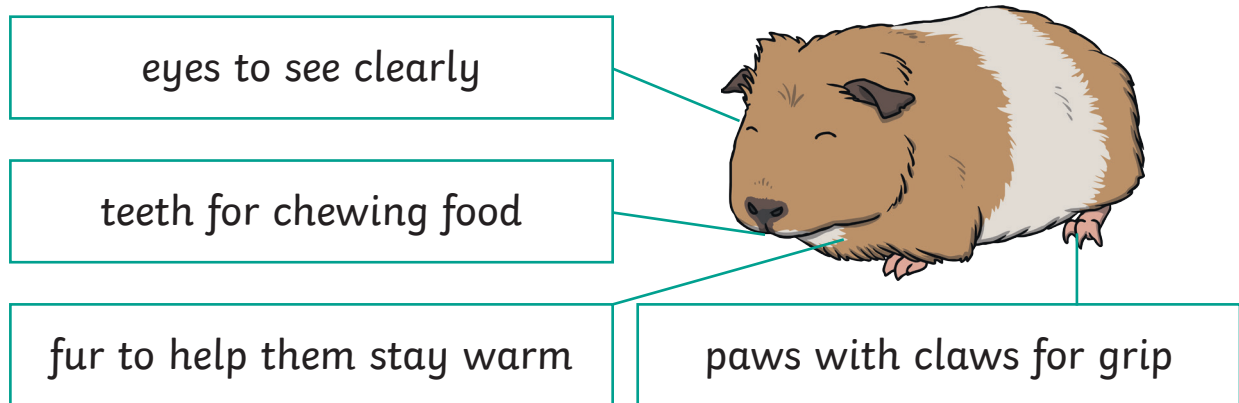 eyes to see clearly
teeth for chewing food
fur to help them stay warm
paws with claws for grip